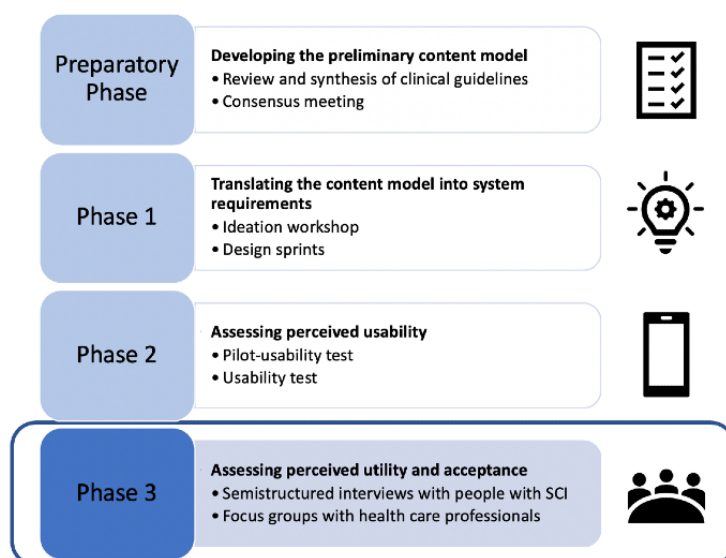 Preparatory
Phase
Developing the preliminary content model
• Review and synthesis of clinical guidelines
• Consensus meeting
Phase 1
Translating the content model into system
requirements
• Ideation workshop
• Design sprints
Phase 2
Assessing perceived usability
• Pilot-usability test
• Usability test
Phase 3
Assessing perceived utility and acceptance
• Semistructured interviews with people with SCI
• Focus groups with health care professionals